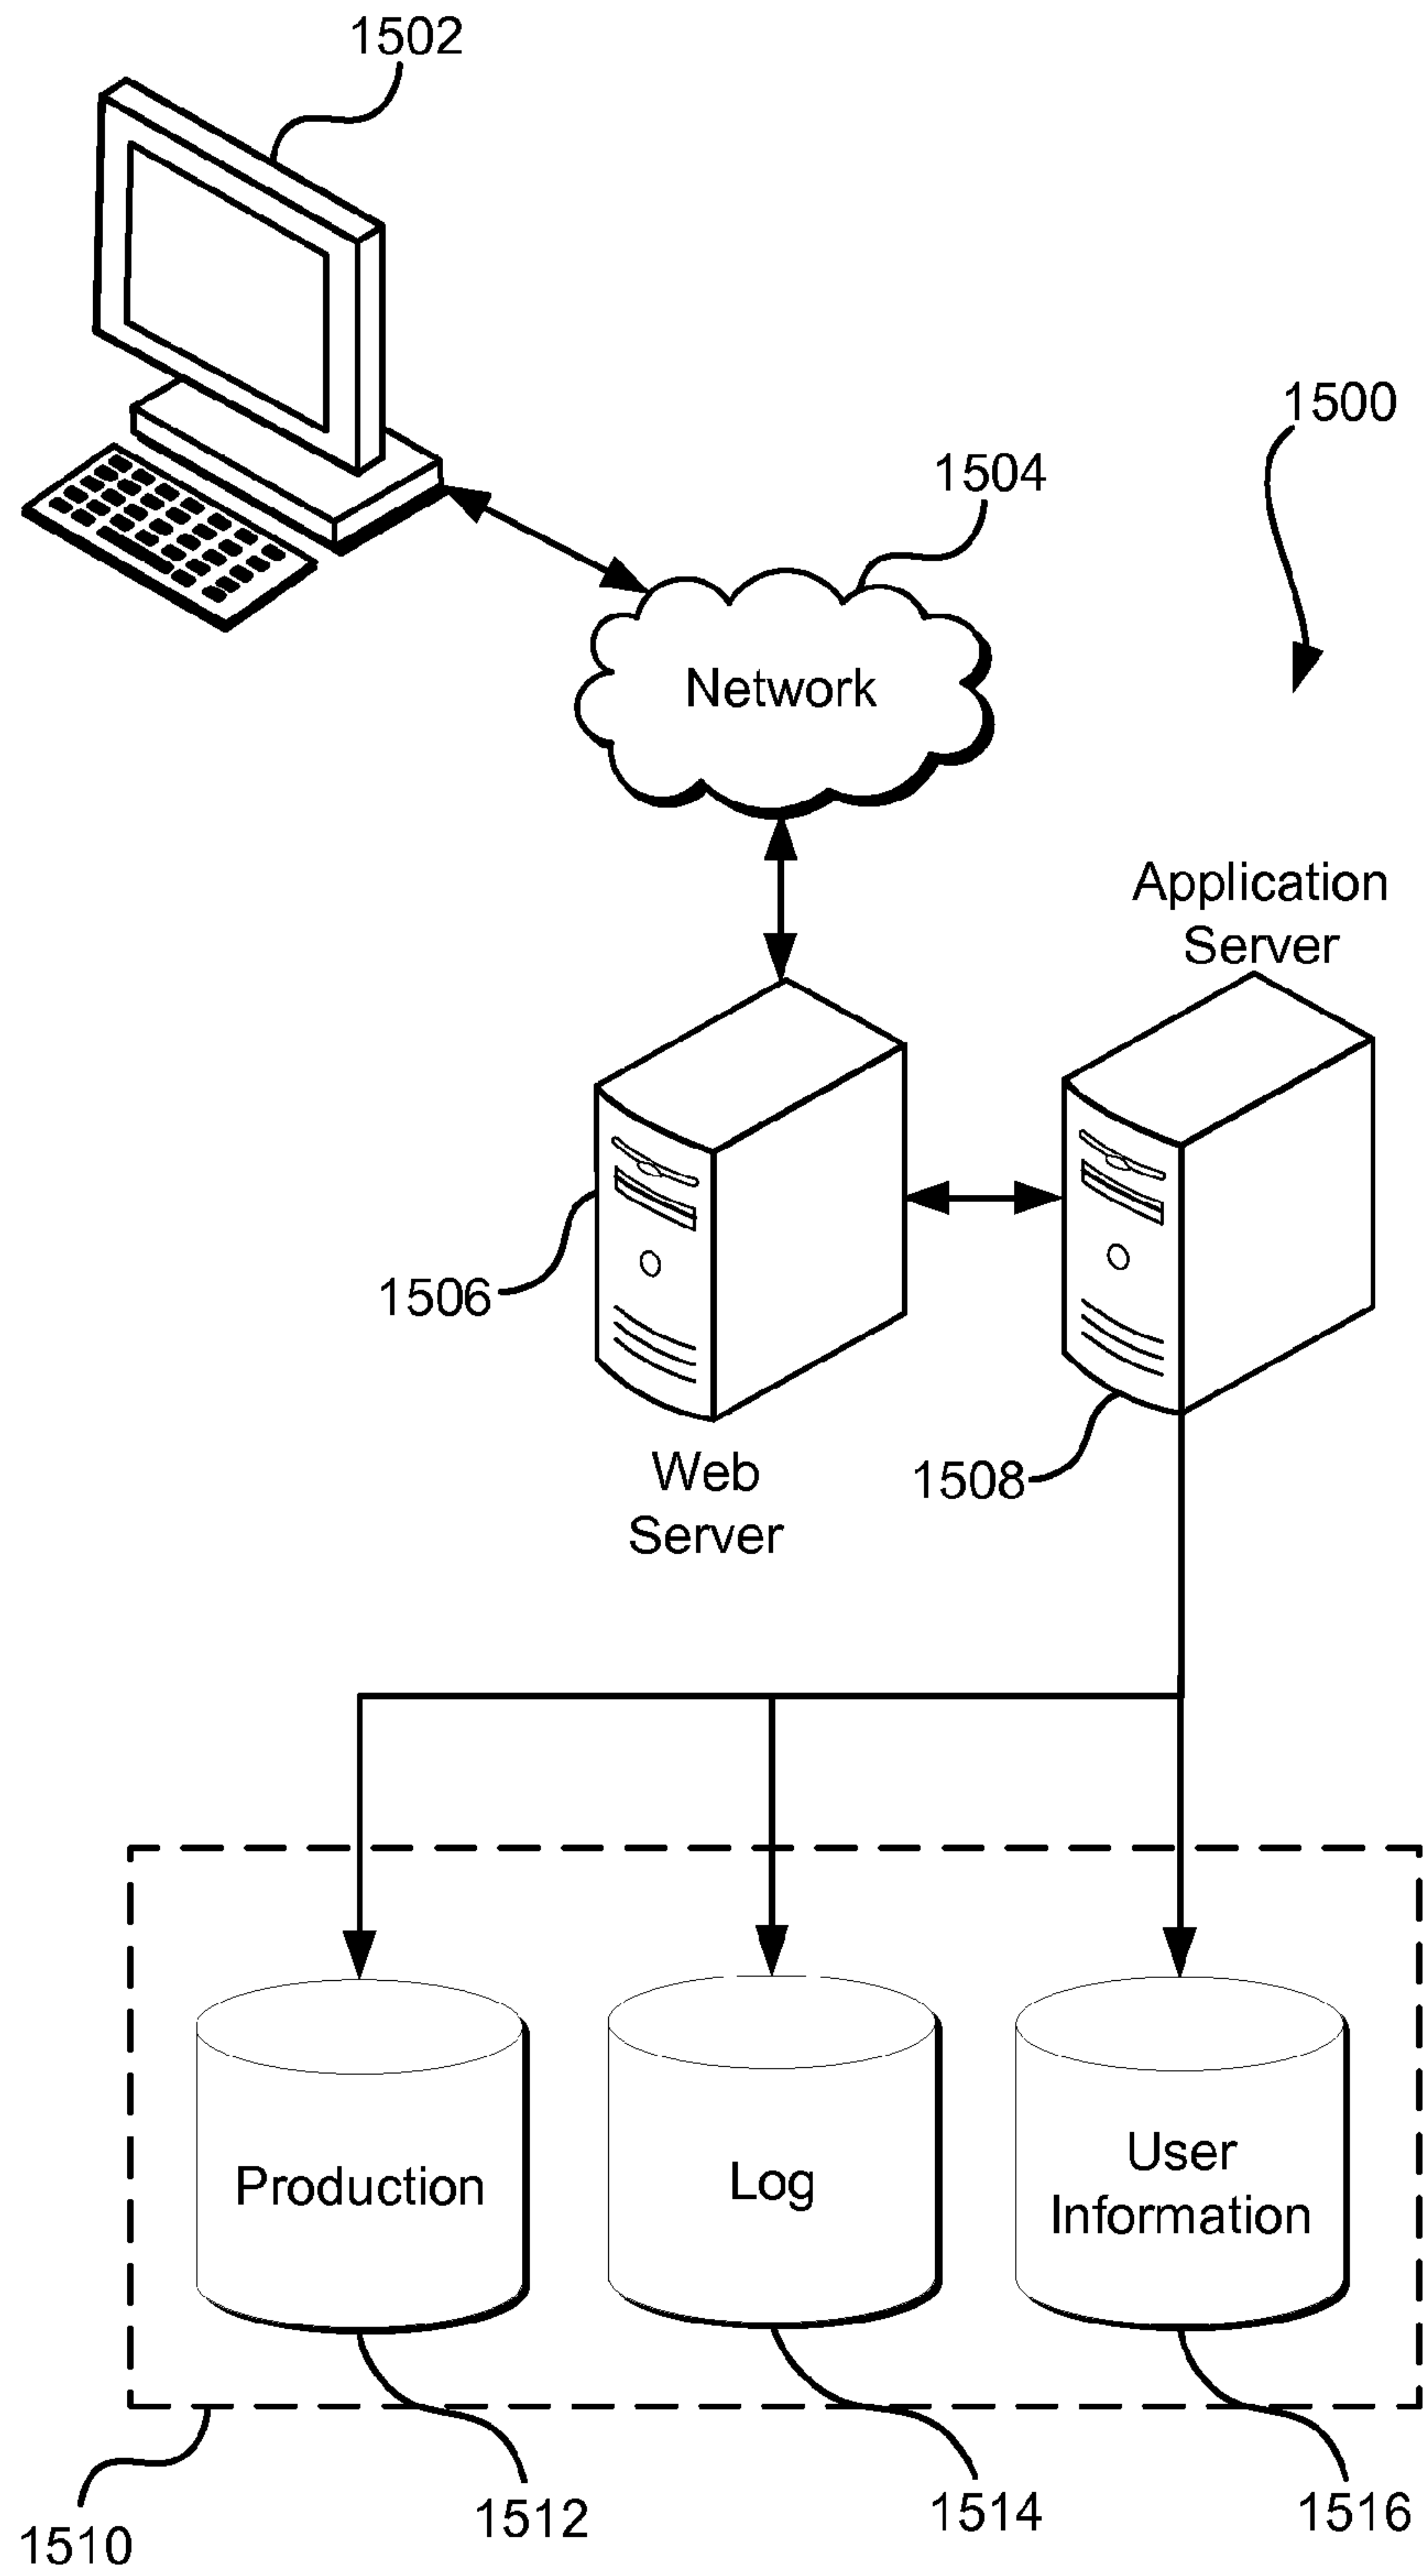 1502
1500
1504
Network
Application
Server
1506
Web
Server
1508
Production
Log
User
Information
1510
1512
1514
1516